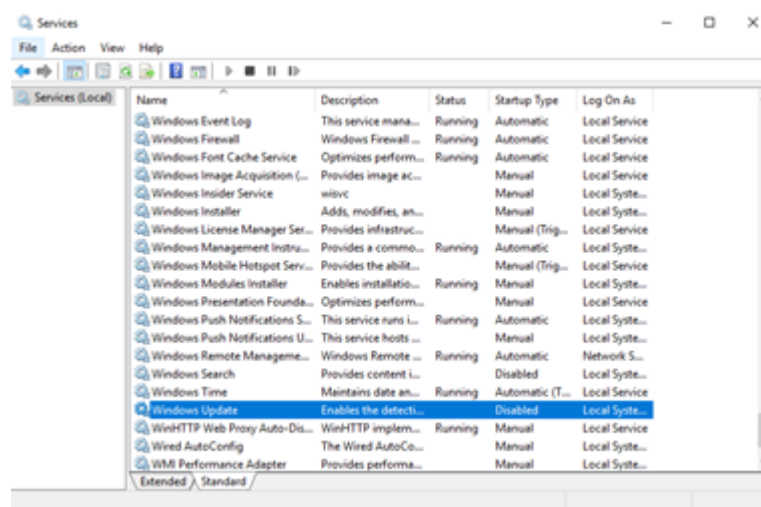 Services
File Action View Help
Services (Local)
Name Description Status Startup Type Log On As
Windows Event Log This service mana... Running Automatic Local Service
Windows Firewall Windows Firewall ... Running Automatic Local Service
Windows Font Cache Service Optimizes perform... Running Automatic Local Service
Windows Image Acquisition (... Provides image ac... Manual Local Service
Windows Insider Service wisvc Manual Local Syste...
Windows Installer Adds, modifies, an... Manual Local Syste...
Windows License Manager Ser... Provides infrastruc... Manual (Trig... Local Service
Windows Management Instru... Provides a commo... Running Automatic Local Syste...
Windows Mobile Hotspot Serv... Provides the abilit... Manual (Trig... Local Service
Windows Modules Installer Enables installatio... Running Manual Local Syste...
Windows Presentation Founda... Optimizes perform... Manual Local Service
Windows Push Notifications S... This service runs i... Running Automatic Local Syste...
Windows Push Notifications U... This service hosts ... Manual Local Syste...
Windows Remote Manageme... Windows Remote ... Running Automatic Network S...
Windows Search Provides content i... Disabled Local Syste...
Windows Time Maintains date an... Running Automatic (T... Local Service
Windows Update Enables the detecti... Disabled Local Syste...
WinHTTP Web Proxy Auto-Dis... WinHTTP implem... Running Manual Local Service
Wired AutoConfig The Wired AutoCo... Manual Local Syste...
WMI Performance Adapter Provides performa... Manual Local Syste...
Extended Standard